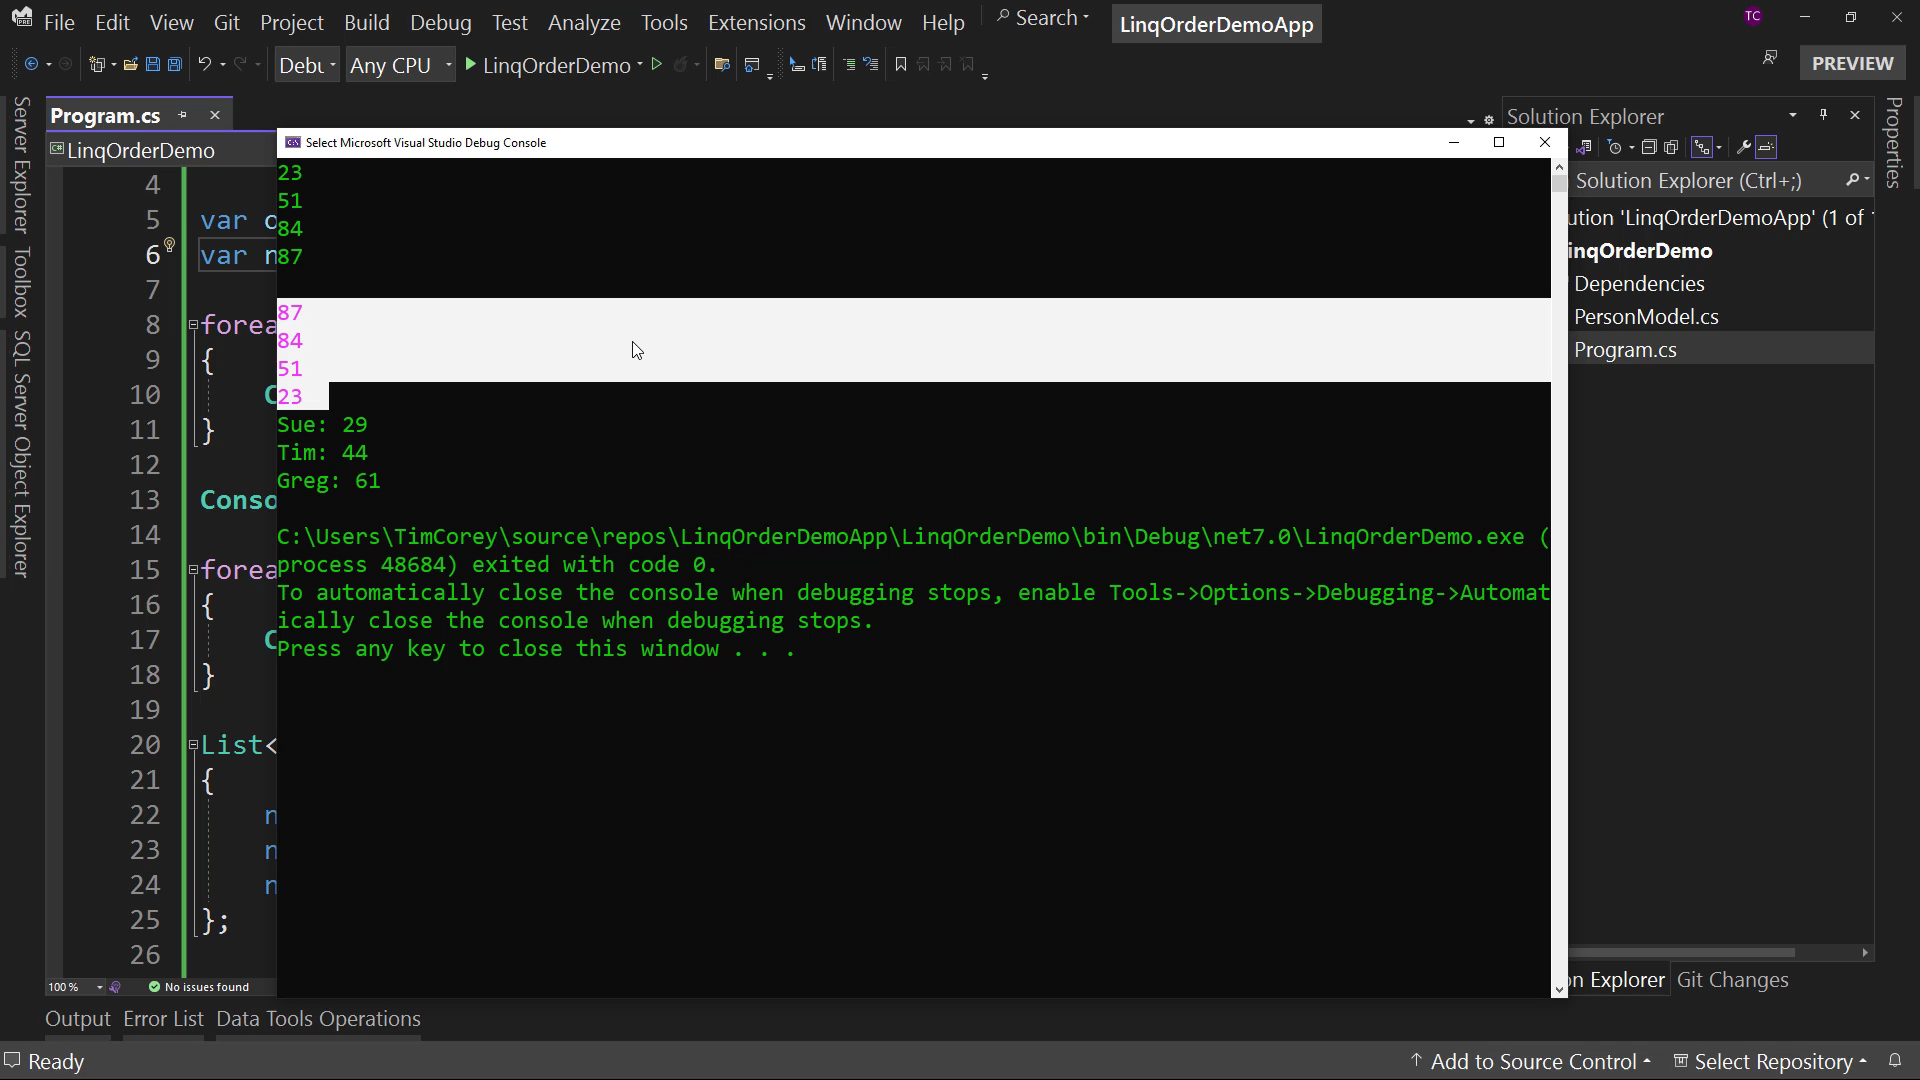 File Edit View Git Project Build Debug Test Analyze Tools Extensions Window Help Search LinqOrderDemoApp TC
Debu Any CPU LinqOrderDemo PREVIEW
Server Explorer
Toolbox
SQL Server Object Explorer
Program.cs
LinqOrderDemo
4
5 var
6 var
7
8 forea
9 {
10
11 }
12
13 Conso
14
15 forea
16 {
17
18 }
19
20 List<
21 {
22
23
24
25 };
26
100 % No issues found
Select Microsoft Visual Studio Debug Console
23
51
84
87
87
84
51
23
Sue: 29
Tim: 44
Greg: 61
C:\Users\TimCorey\source\repos\LinqOrderDemoApp\LinqOrderDemo\bin\Debug\net7.0\LinqOrderDemo.exe (
process 48684) exited with code 0.
To automatically close the console when debugging stops, enable Tools->Options->Debugging->Automat
ically close the console when debugging stops.
Press any key to close this window . . .
Solution Explorer
Solution Explorer (Ctrl+;)
ution 'LinqOrderDemoApp' (1 of
inqOrderDemo
Dependencies
PersonModel.cs
Program.cs
on Explorer Git Changes
Properties
Output Error List Data Tools Operations
Ready Add to Source Control Select Repository